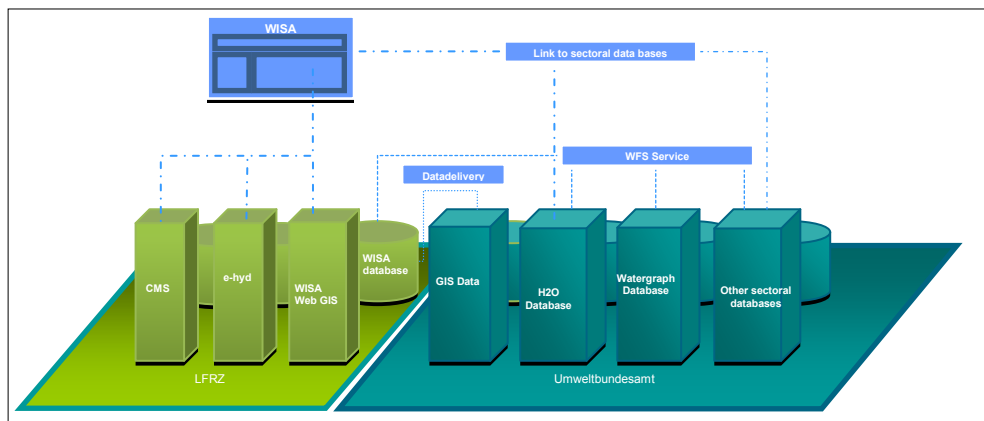 WISA
Link to sectoral data bases
WFS Service
Datadelivery
CMS
e-hyd
WISA
Web GIS
WISA
database
GIS Data
H2O
Database
Watergraph
Database
Other sectoral
databases
LFRZ
Umweltbundesamt